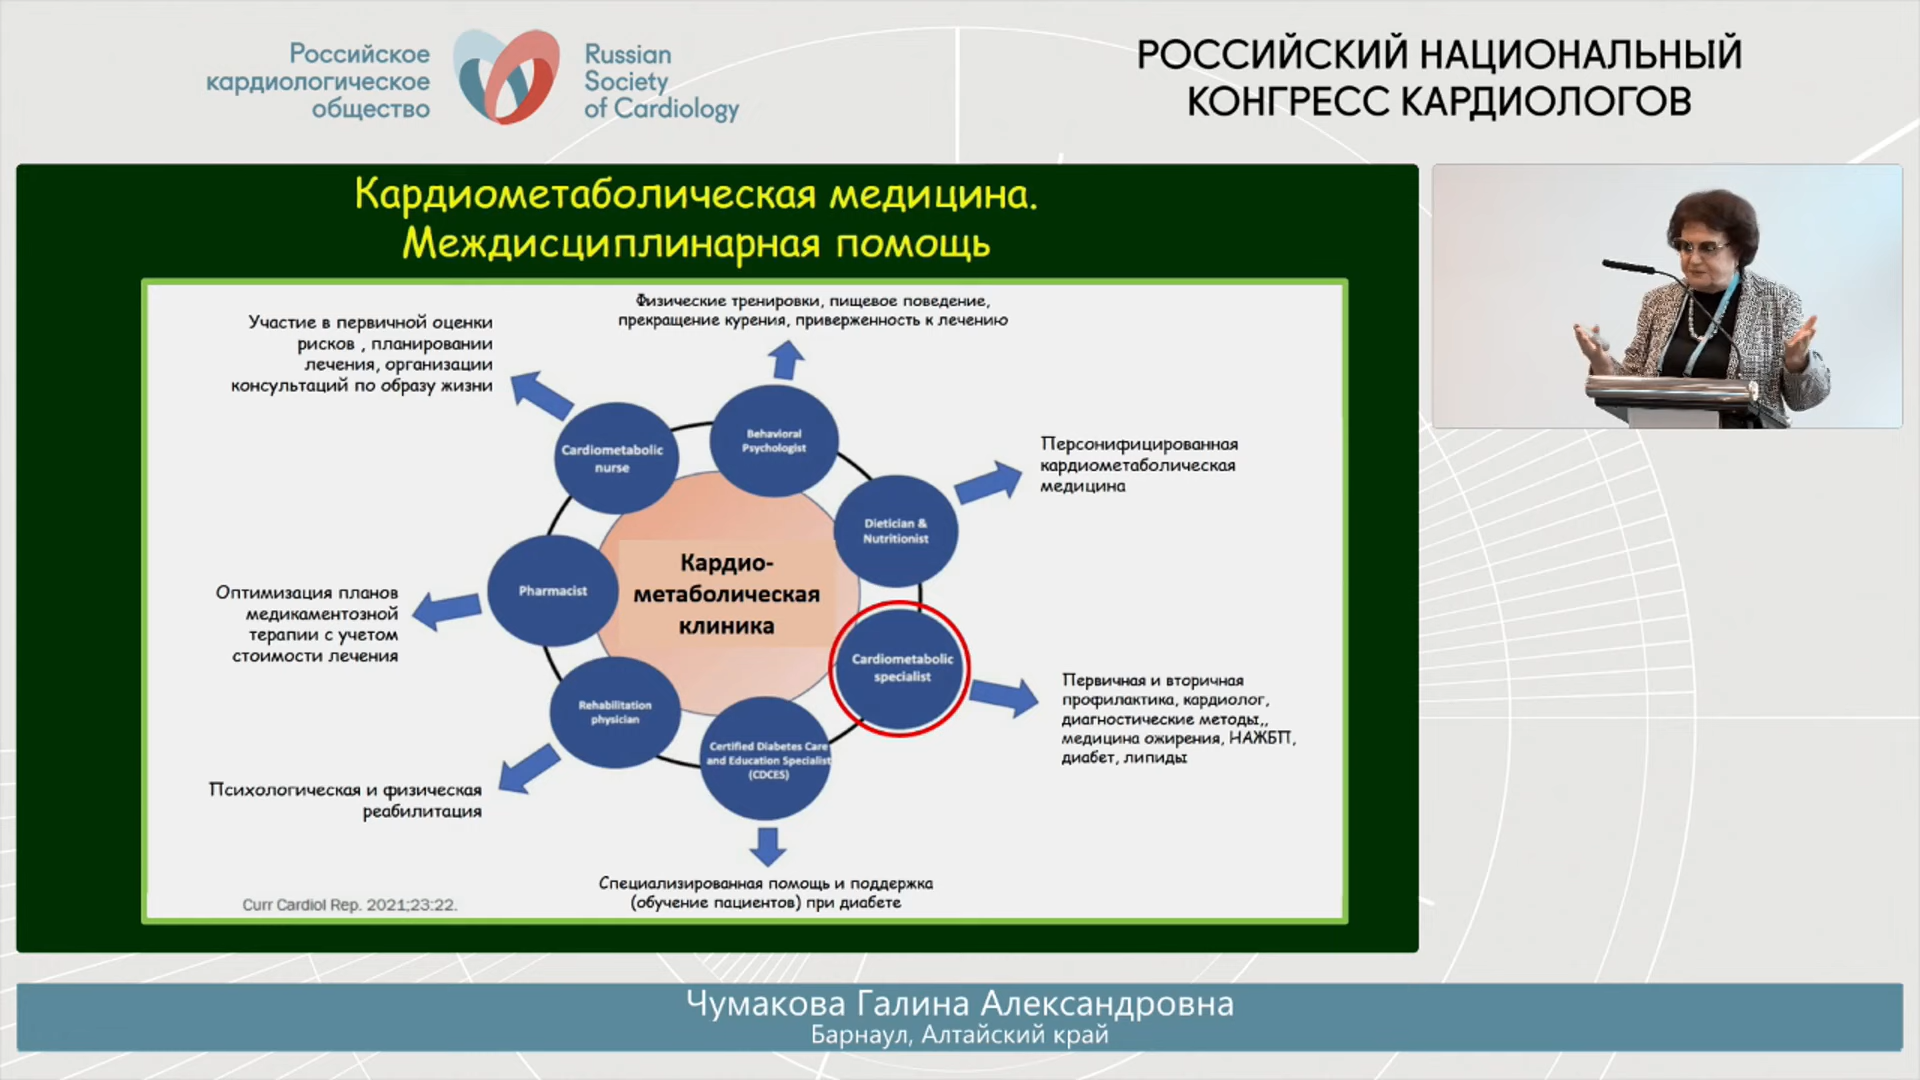 Российское
кардиологическое
общество
Russian
Society
of Cardiology
РОССИЙСКИЙ НАЦИОНАЛЬНЫЙ
КОНГРЕСС КАРДИОЛОГОВ
Кардиометаболическая медицина.
Междисциплинарная помощь
Физические тренировки, пищевое поведение,
прекращение курения, приверженность к лечению
Участие в первичной оценки
рисков , планировании
лечения, организации
консультаций по образу жизни
Behavioral
Psychologist
Cardiometabolic
nurse
Персонифицированная
кардиометаболическая
медицина
Dietician &
Nutritionist
Кардио-
метаболическая
клиника
Pharmacist
Оптимизация планов
медикаментозной
терапии с учетом
стоимости лечения
Cardiometabolic
specialist
Первичная и вторичная
профилактика, кардиолог,
диагностические методы,,
медицина ожирения, НАЖБП,
диабет, липиды
Rehabilitation
physician
Certified Diabetes Care
and Education Specialist
(CDCES)
Психологическая и физическая
реабилитация
Специализированная помощь и поддержка
(обучение пациентов) при диабете
Curr Cardiol Rep. 2021;23:22.
Чумакова Галина Александровна
Барнаул, Алтайский край